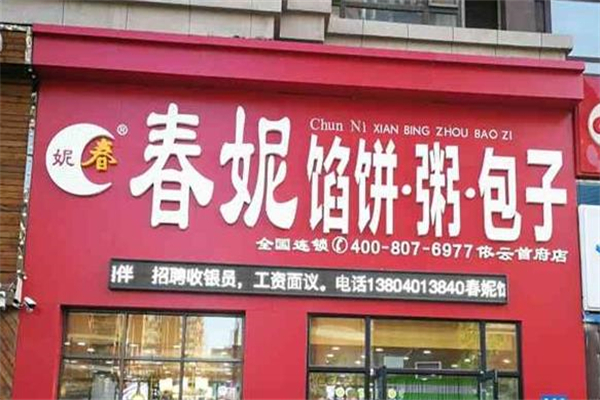 Chun Ni XIAN BING ZHOU BAO ZI
妮春®
春妮馅饼·粥·包子
全国连锁 400-807-6977 依云首府店
伴 招聘收银员，工资面议。电话13804013840春妮馅